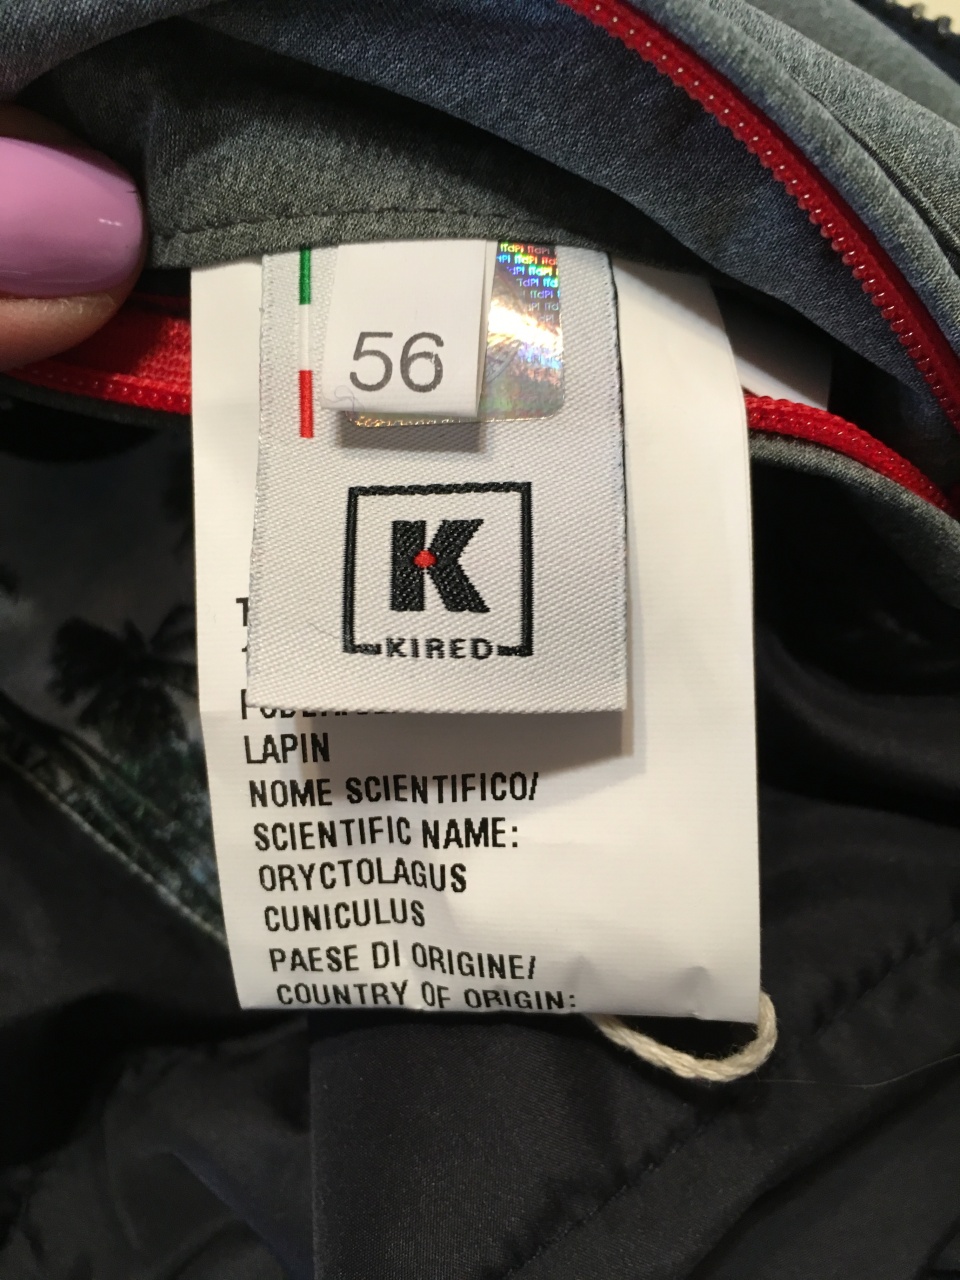 56
K
KIRED
LAPIN
NOME SCIENTIFICO/
SCIENTIFIC NAME:
ORYCTOLAGUS
CUNICULUS
PAESE DI ORIGINE/
COUNTRY OF ORIGIN: